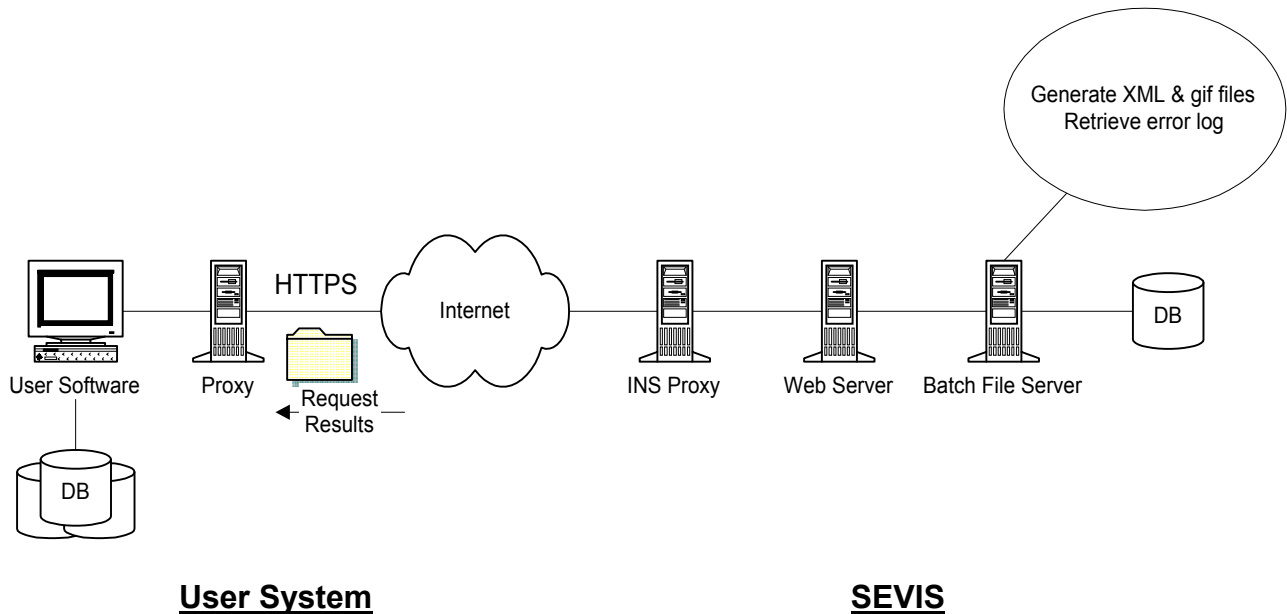 Generate XML & gif files
Retrieve error log
HTTPS
Internet
DB
User Software
Proxy
Request
Results
INS Proxy
Web Server
Batch File Server
DB
User System
SEVIS